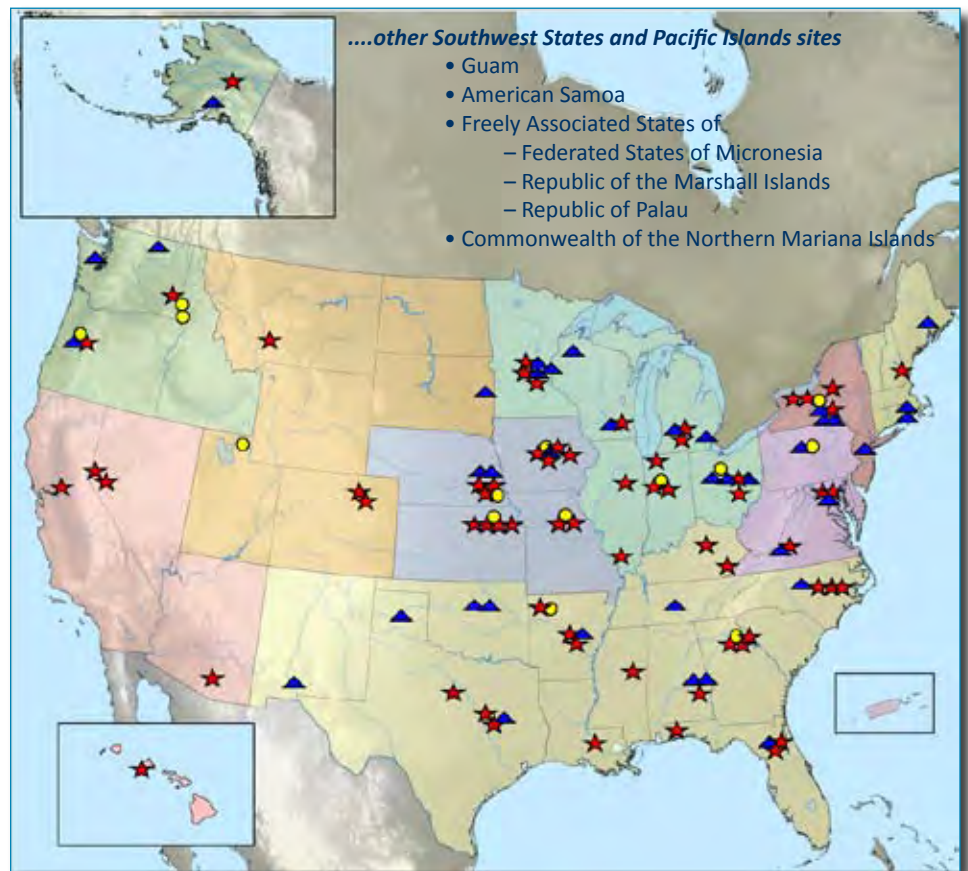 ....other Southwest States and Pacific Islands sites
• Guam
• American Samoa
• Freely Associated States of
– Federated States of Micronesia
– Republic of the Marshall Islands
– Republic of Palau
• Commonwealth of the Northern Mariana Islands